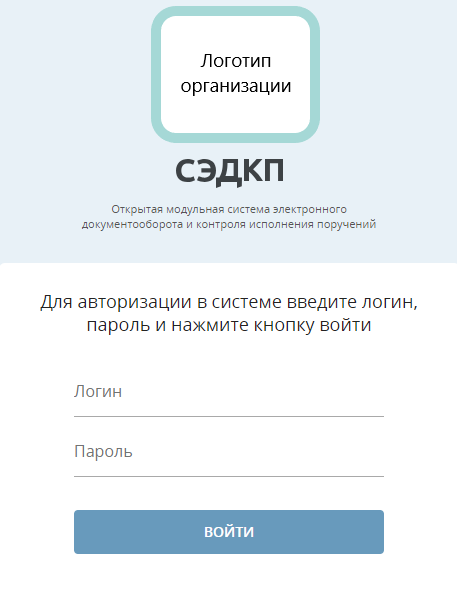 Логотип
организации
СЭДКП
Открытая модульная система электронного
документооборота и контроля исполнения поручений
Для авторизации в системе введите логин,
пароль и нажмите кнопку войти
Логин
Пароль
ВОЙТИ